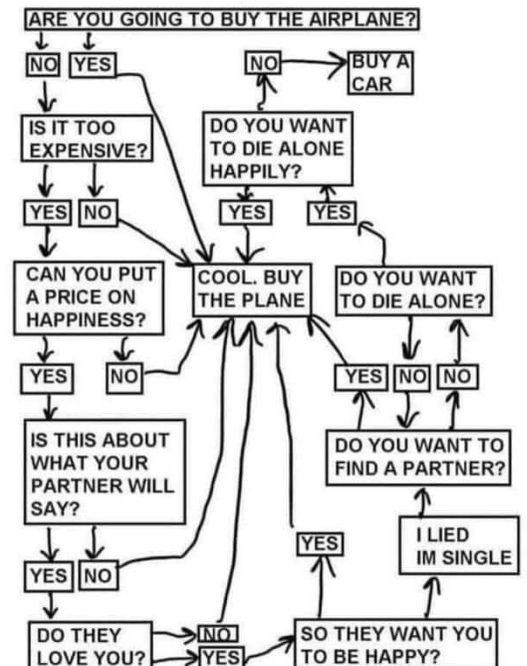 ARE YOU GOING TO BUY THE AIRPLANE?
NO
YES
NO
BUY A
CAR
IS IT TOO
EXPENSIVE?
DO YOU WANT
TO DIE ALONE
HAPPILY?
YES
NO
YES
YES
CAN YOU PUT
A PRICE ON
HAPPINESS?
COOL. BUY
THE PLANE
DO YOU WANT
TO DIE ALONE?
YES
NO
YES
NO
NO
IS THIS ABOUT
WHAT YOUR
PARTNER WILL
SAY?
DO YOU WANT TO
FIND A PARTNER?
YES
I LIED
IM SINGLE
YES
NO
DO THEY
LOVE YOU?
NO
YES
SO THEY WANT YOU
TO BE HAPPY?